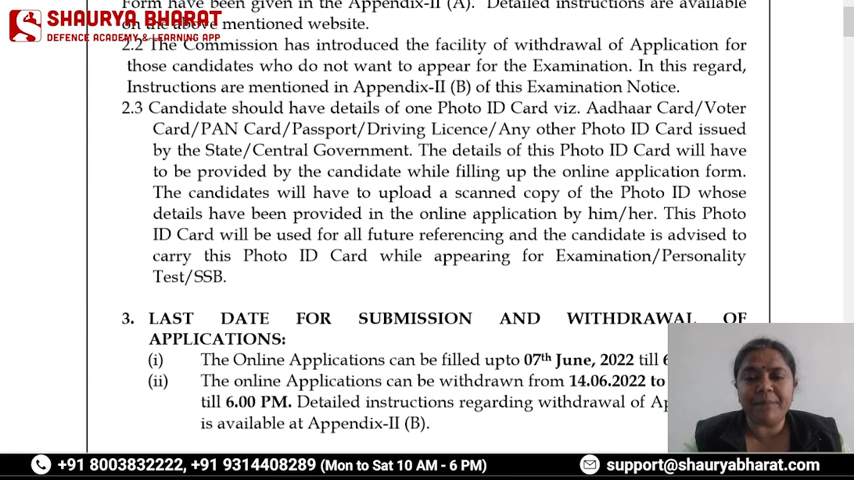 Form have been given in the Appendix-II (A). Detailed instructions are available
on the above mentioned website.
SHAURYA BHARAT
DEFENCE ACADEMY & LEARNING APP
2.2 The Commission has introduced the facility of withdrawal of Application for
those candidates who do not want to appear for the Examination. In this regard,
Instructions are mentioned in Appendix-II (B) of this Examination Notice.
2.3 Candidate should have details of one Photo ID Card viz. Aadhaar Card/Voter
Card/PAN Card/Passport/Driving Licence/Any other Photo ID Card issued
by the State/Central Government. The details of this Photo ID Card will have
to be provided by the candidate while filling up the online application form.
The candidates will have to upload a scanned copy of the Photo ID whose
details have been provided in the online application by him/her. This Photo
ID Card will be used for all future referencing and the candidate is advised to
carry this Photo ID Card while appearing for Examination/Personality
Test/SSB.
3. LAST DATE FOR SUBMISSION AND WITHDRAWAL OF
APPLICATIONS:
(i) The Online Applications can be filled upto 07th June, 2022 till
(ii) The online Applications can be withdrawn from 14.06.2022 to
till 6.00 PM. Detailed instructions regarding withdrawal of
is available at Appendix-II (B).
+91 8003832222, +91 9314408289 (Mon to Sat 10 AM - 6 PM)
support@shauryabharat.com